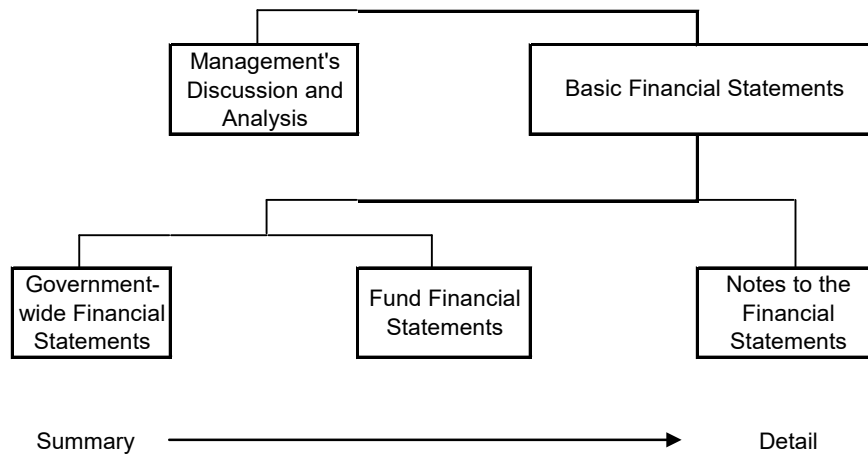 Management's
Discussion and
Analysis
Basic Financial Statements
Government-
wide Financial
Statements
Fund Financial
Statements
Notes to the
Financial
Statements
Summary
Detail